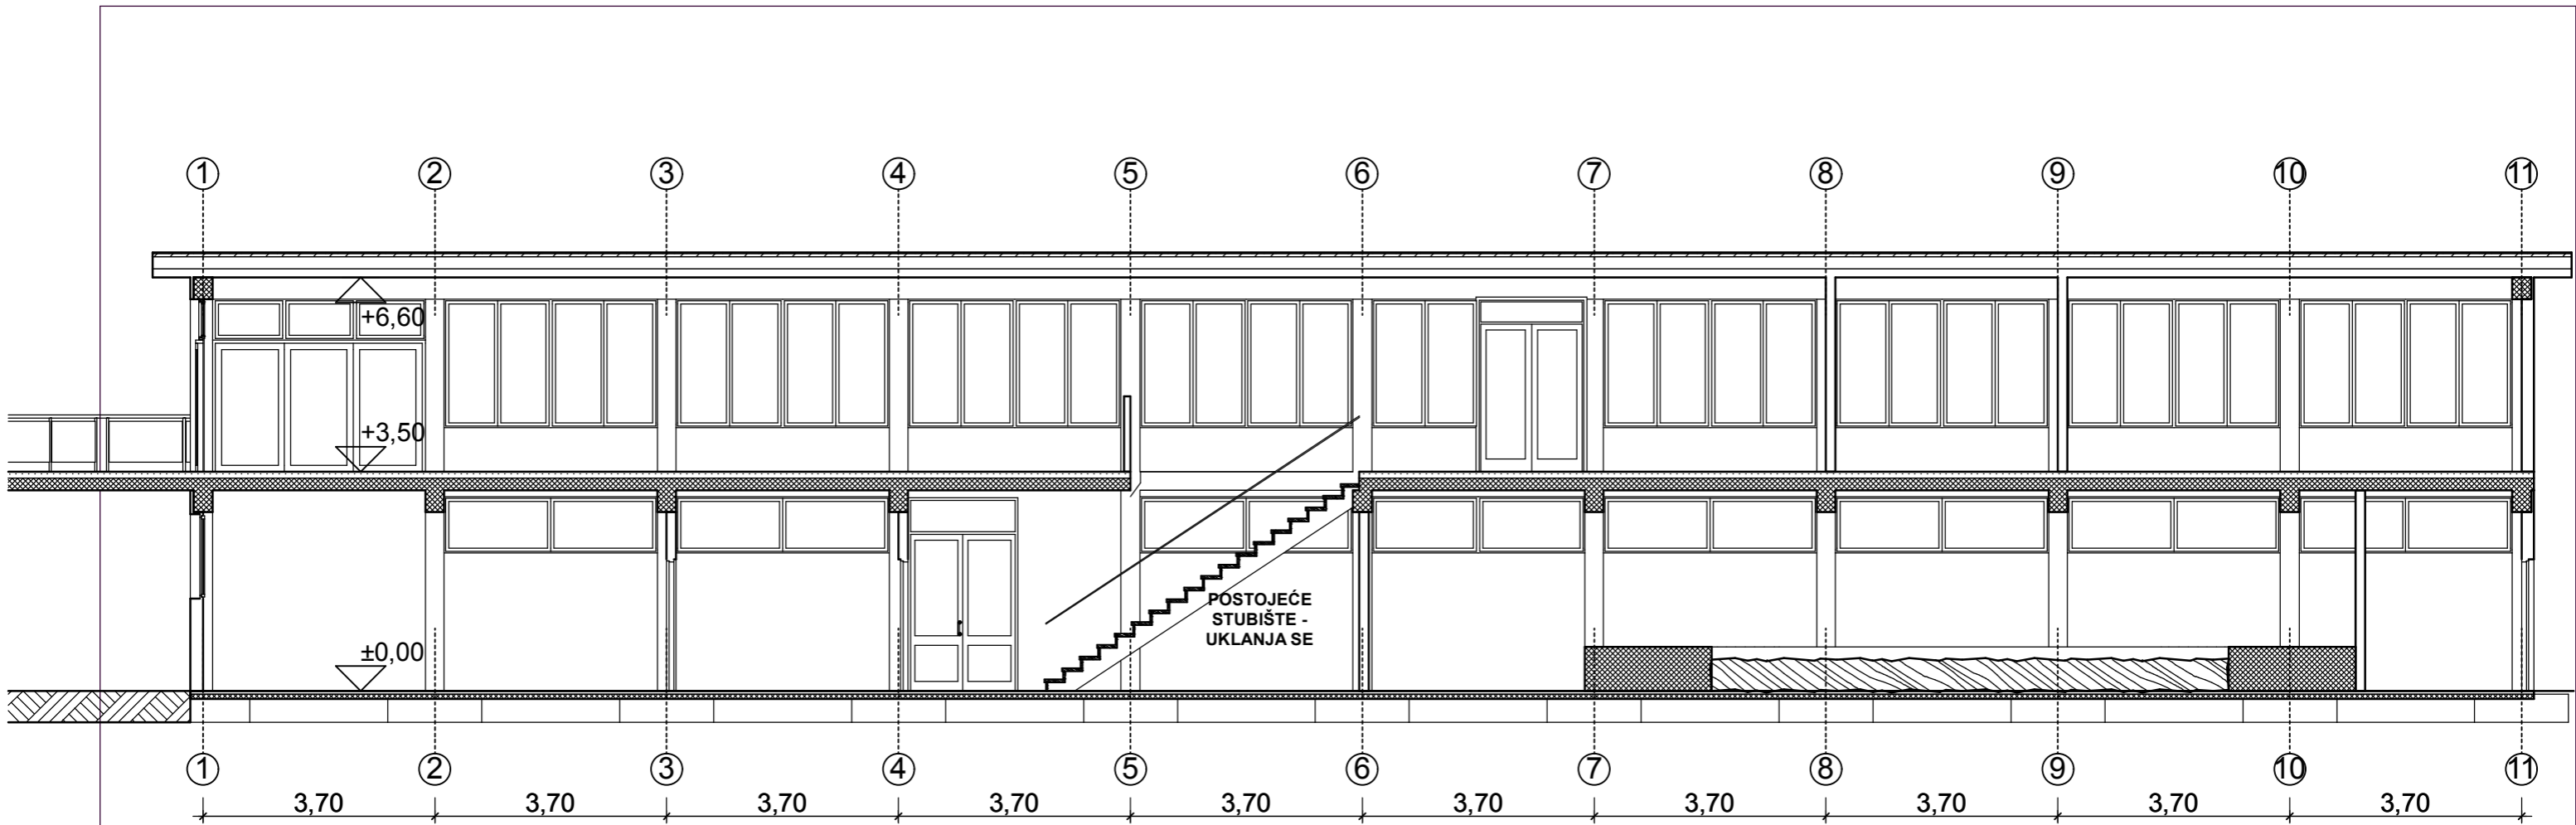 1 2 3 4 5 6 7 8 9 10 11
+6,60
+3,50
POSTOJEĆE
STUBIŠTE -
UKLANJA SE
±0,00
1 2 3 4 5 6 7 8 9 10 11
3,70 3,70 3,70 3,70 3,70 3,70 3,70 3,70 3,70 3,70